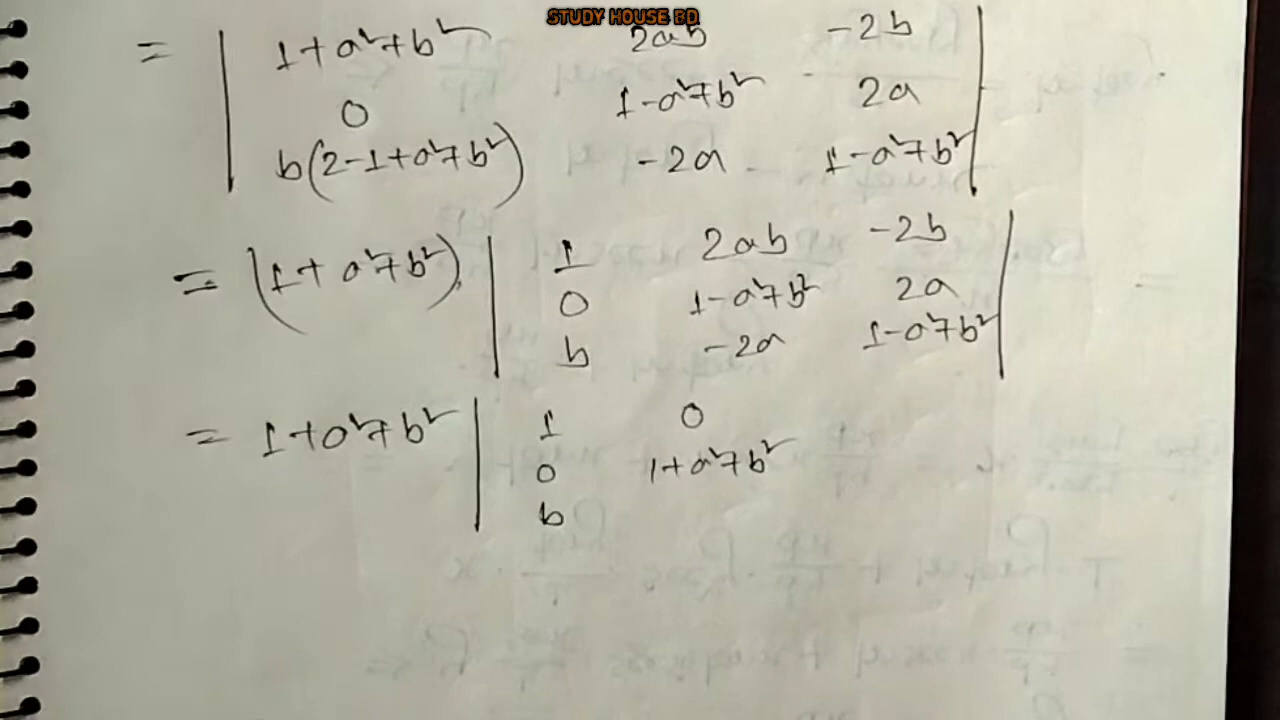 STUDY HOUSE BD
= | 1+a²+b² 2ab -2b |
| 0 1-a²+b² 2a |
| b(2-1+a²+b²) -2a 1-a²+b² |
= (1+a²+b²). | 1 2ab -2b |
| 0 1-a²+b² 2a |
| b -2a 1-a²+b² |
= 1+a²+b² | 1 0
| 0 1+a²+b²
| b